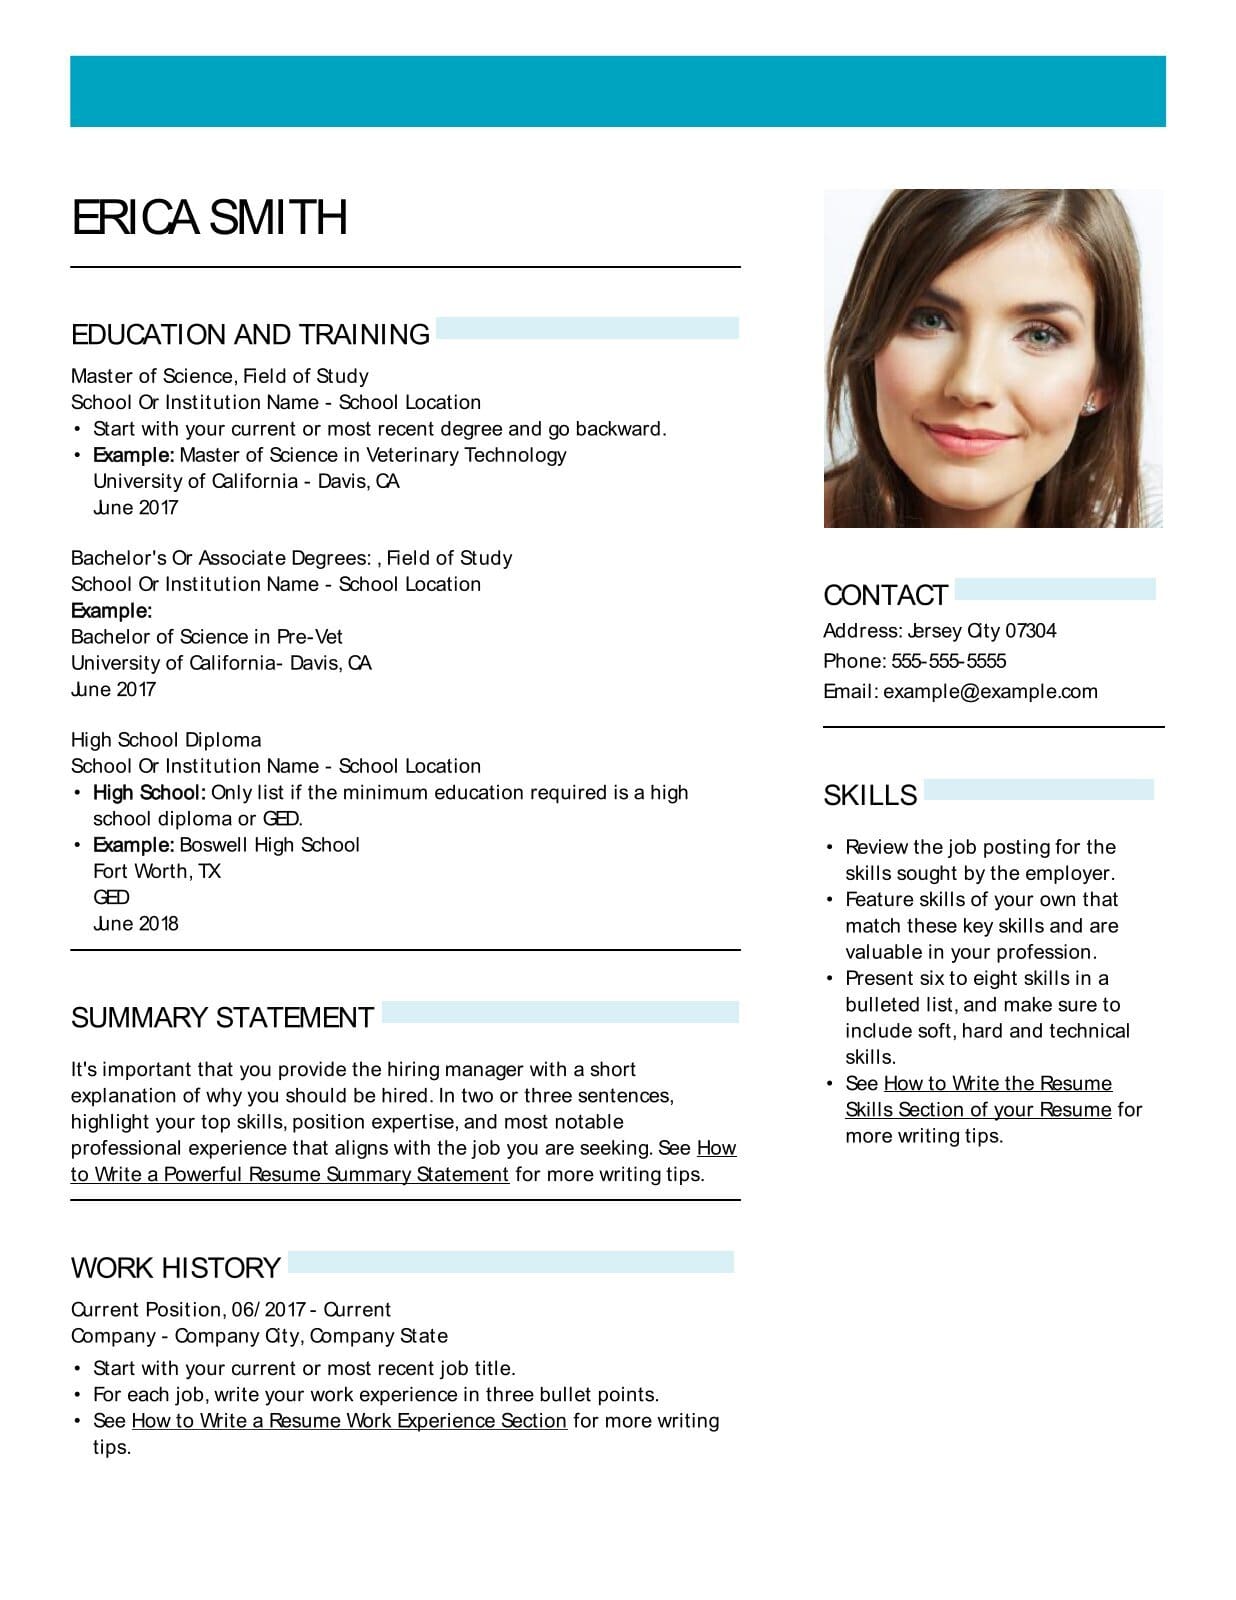 ERICA SMITH
EDUCATION AND TRAINING
Master of Science, Field of Study
School Or Institution Name - School Location
• Start with your current or most recent degree and go backward.
• Example: Master of Science in Veterinary Technology
University of California - Davis, CA
June 2017
Bachelor's Or Associate Degrees: , Field of Study
School Or Institution Name - School Location
Example:
Bachelor of Science in Pre-Vet
University of California- Davis, CA
June 2017
High School Diploma
School Or Institution Name - School Location
• High School: Only list if the minimum education required is a high
school diploma or GED.
• Example: Boswell High School
Fort Worth, TX
GED
June 2018
SUMMARY STATEMENT
It's important that you provide the hiring manager with a short
explanation of why you should be hired. In two or three sentences,
highlight your top skills, position expertise, and most notable
professional experience that aligns with the job you are seeking. See How
to Write a Powerful Resume Summary Statement for more writing tips.
WORK HISTORY
Current Position, 06/ 2017 - Current
Company - Company City, Company State
• Start with your current or most recent job title.
• For each job, write your work experience in three bullet points.
• See How to Write a Resume Work Experience Section for more writing
tips.
CONTACT
Address: Jersey City 07304
Phone: 555-555-5555
Email: example@example.com
SKILLS
• Review the job posting for the
skills sought by the employer.
• Feature skills of your own that
match these key skills and are
valuable in your profession.
• Present six to eight skills in a
bulleted list, and make sure to
include soft, hard and technical
skills.
• See How to Write the Resume
Skills Section of your Resume for
more writing tips.